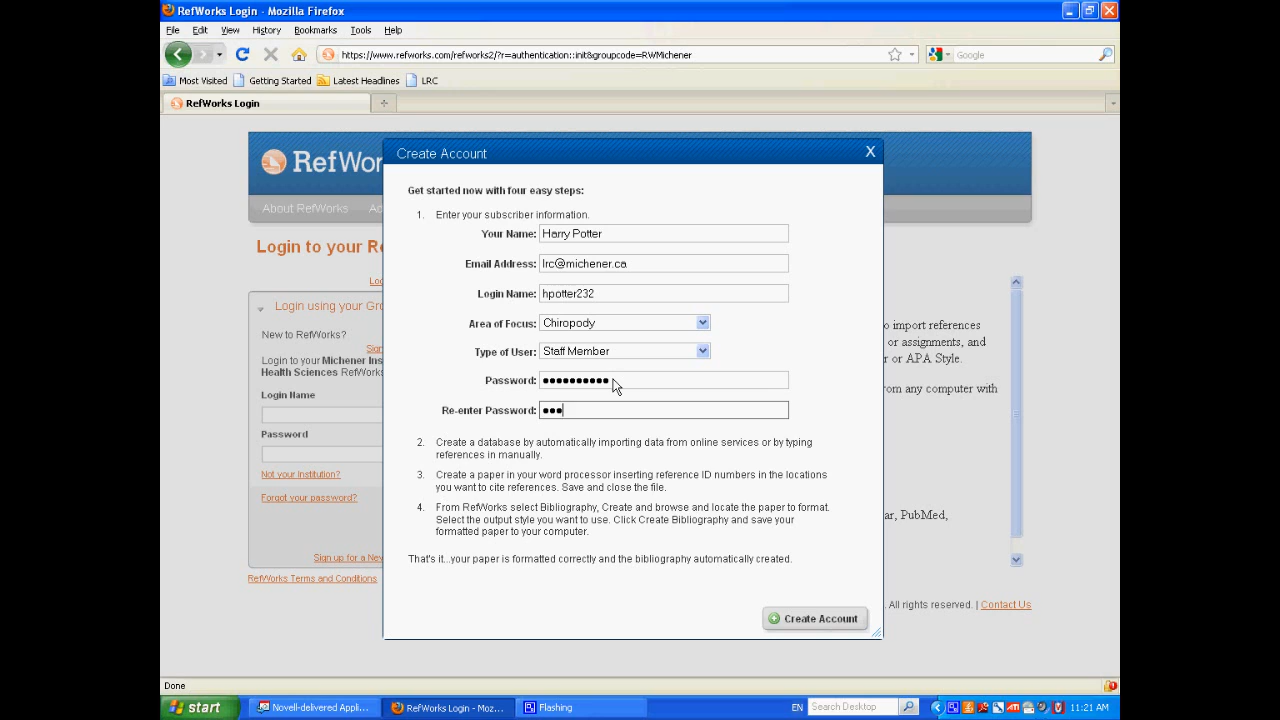 RefWorks Login - Mozilla Firefox
File Edit View History Bookmarks Tools Help
https://www.refworks.com/refworks2/?r=authentication::init&groupcode=RWMichener
Google
Most Visited Getting Started Latest Headlines LRC
RefWorks Login
RefWor
Create Account X
About RefWorks Ad
Get started now with four easy steps:
1. Enter your subscriber information.
Your Name: Harry Potter
Email Address: lrc@michener.ca
Login Name: hpotter232
Area of Focus: Chiropody
Type of User: Staff Member
Password: ●●●●●●●●●●
Re-enter Password: ●●●
2. Create a database by automatically importing data from online services or by typing
references in manually.
3. Create a paper in your word processor inserting reference ID numbers in the locations
you want to cite references. Save and close the file.
4. From RefWorks select Bibliography, Create and browse and locate the paper to format.
Select the output style you want to use. Click Create Bibliography and save your
formatted paper to your computer.
That's it...your paper is formatted correctly and the bibliography automatically created.
Create Account
Login to your R
Lo
Login using your Gr
New to RefWorks?
Sign
Login to your Michener Ins
Health Sciences RefWorks
Login Name
Password
Not your Institution?
Forgot your password?
Sign up for a New
RefWorks Terms and Conditions
o import references
or assignments, and
A or APA Style.
om any computer with
ar, PubMed,
All rights reserved. | Contact Us
Done
start Novell-delivered Appli... RefWorks Login - Moz... Flashing EN Search Desktop 11:21 AM